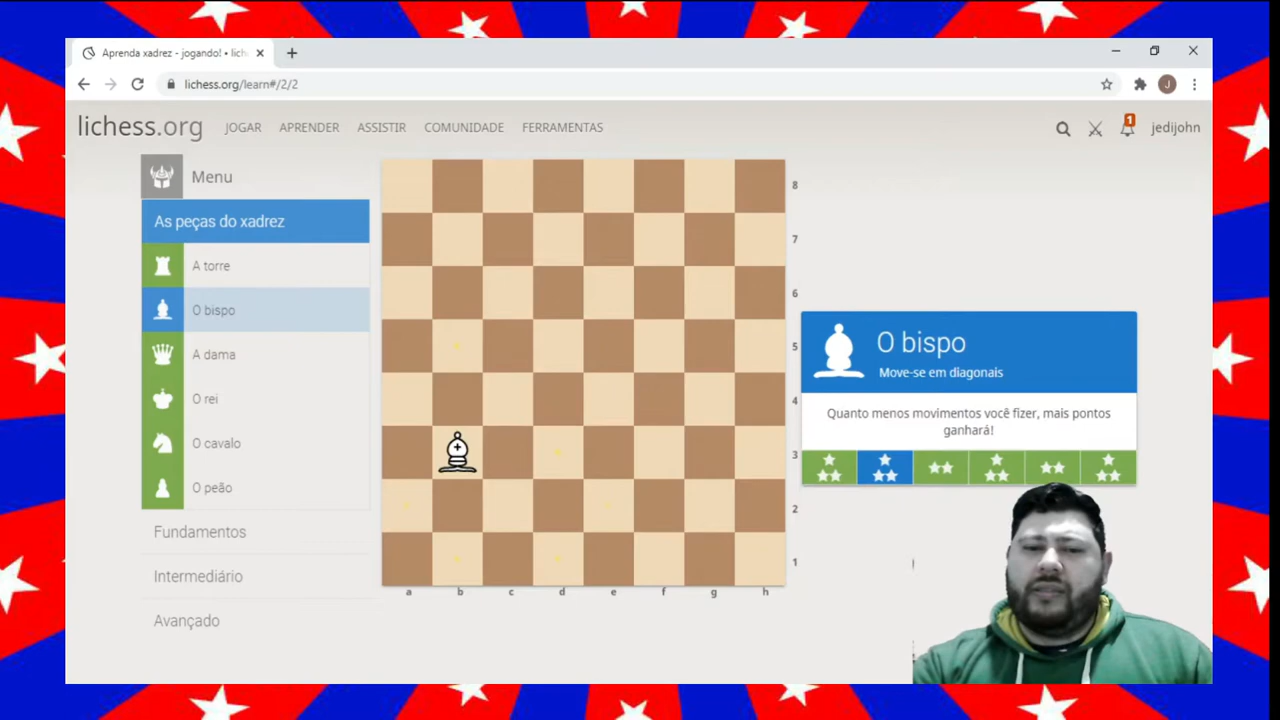 Aprenda xadrez - jogando! • lich
lichess.org/learn#/2/2
J
lichess.org
JOGAR
APRENDER
ASSISTIR
COMUNIDADE
FERRAMENTAS
1
jedijohn
Menu
As peças do xadrez
A torre
O bispo
A dama
O rei
O cavalo
O peão
Fundamentos
Intermediário
Avançado
8
7
6
5
4
3
2
1
a b c d e f g h
O bispo
Move-se em diagonais
Quanto menos movimentos você fizer, mais pontos
ganhará!